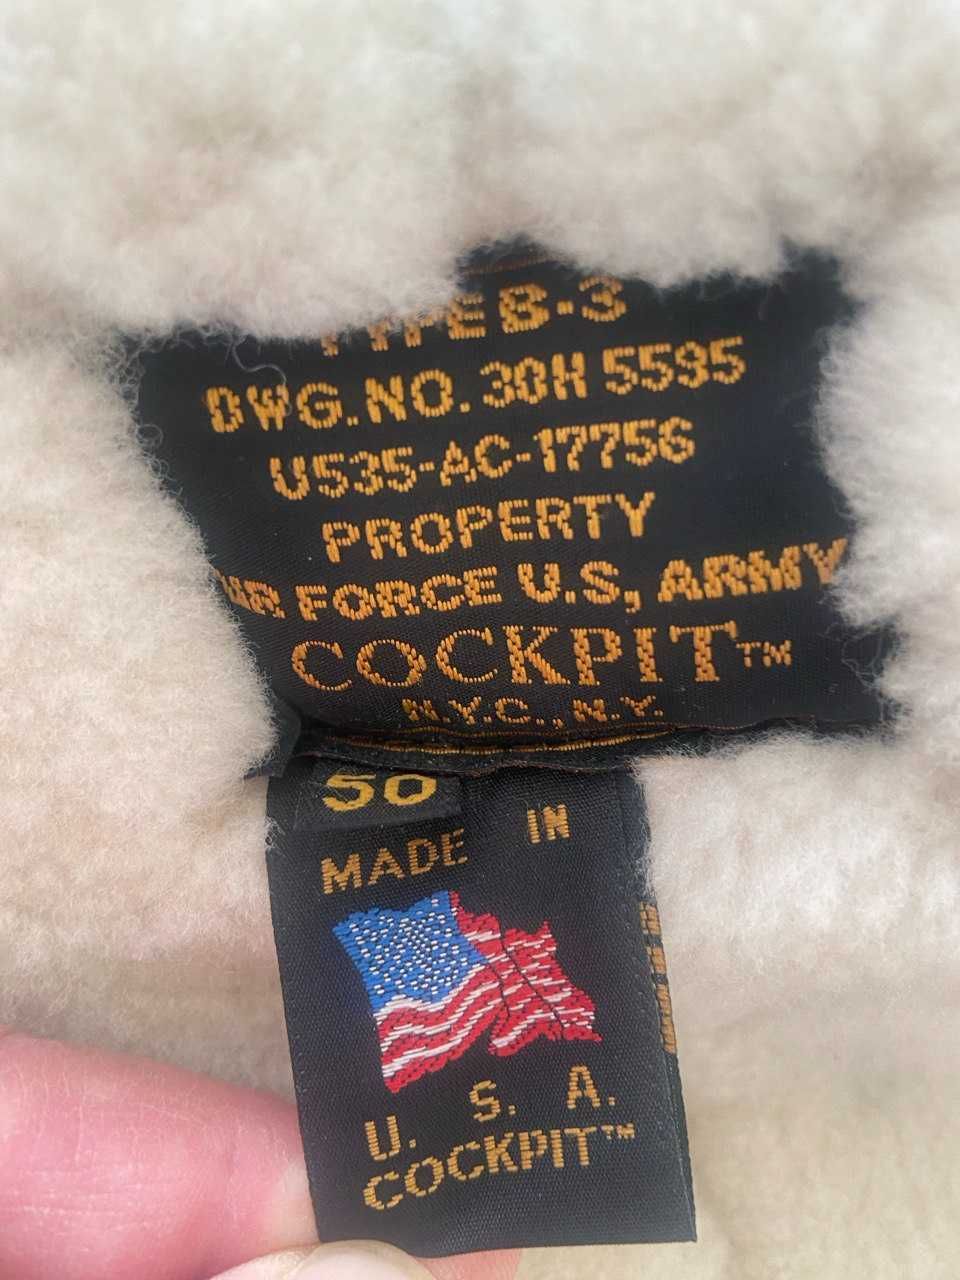 TYPE B-3
DWG. NO. 30H 5595
U535-AC-17756
PROPERTY
AIR FORCE U.S, ARMY
COCKPIT™
N.Y.C., N.Y.
50
MADE IN
U. S. A.
COCKPIT™